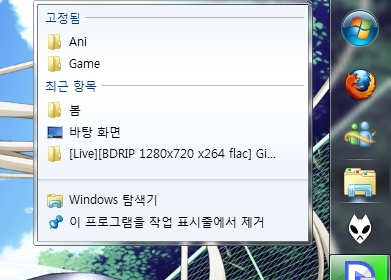 고정됨
Ani
Game
최근 항목
봄
바탕 화면
[Live][BDRIP 1280x720 x264 flac] Gi...
Windows 탐색기
이 프로그램을 작업 표시줄에서 제거